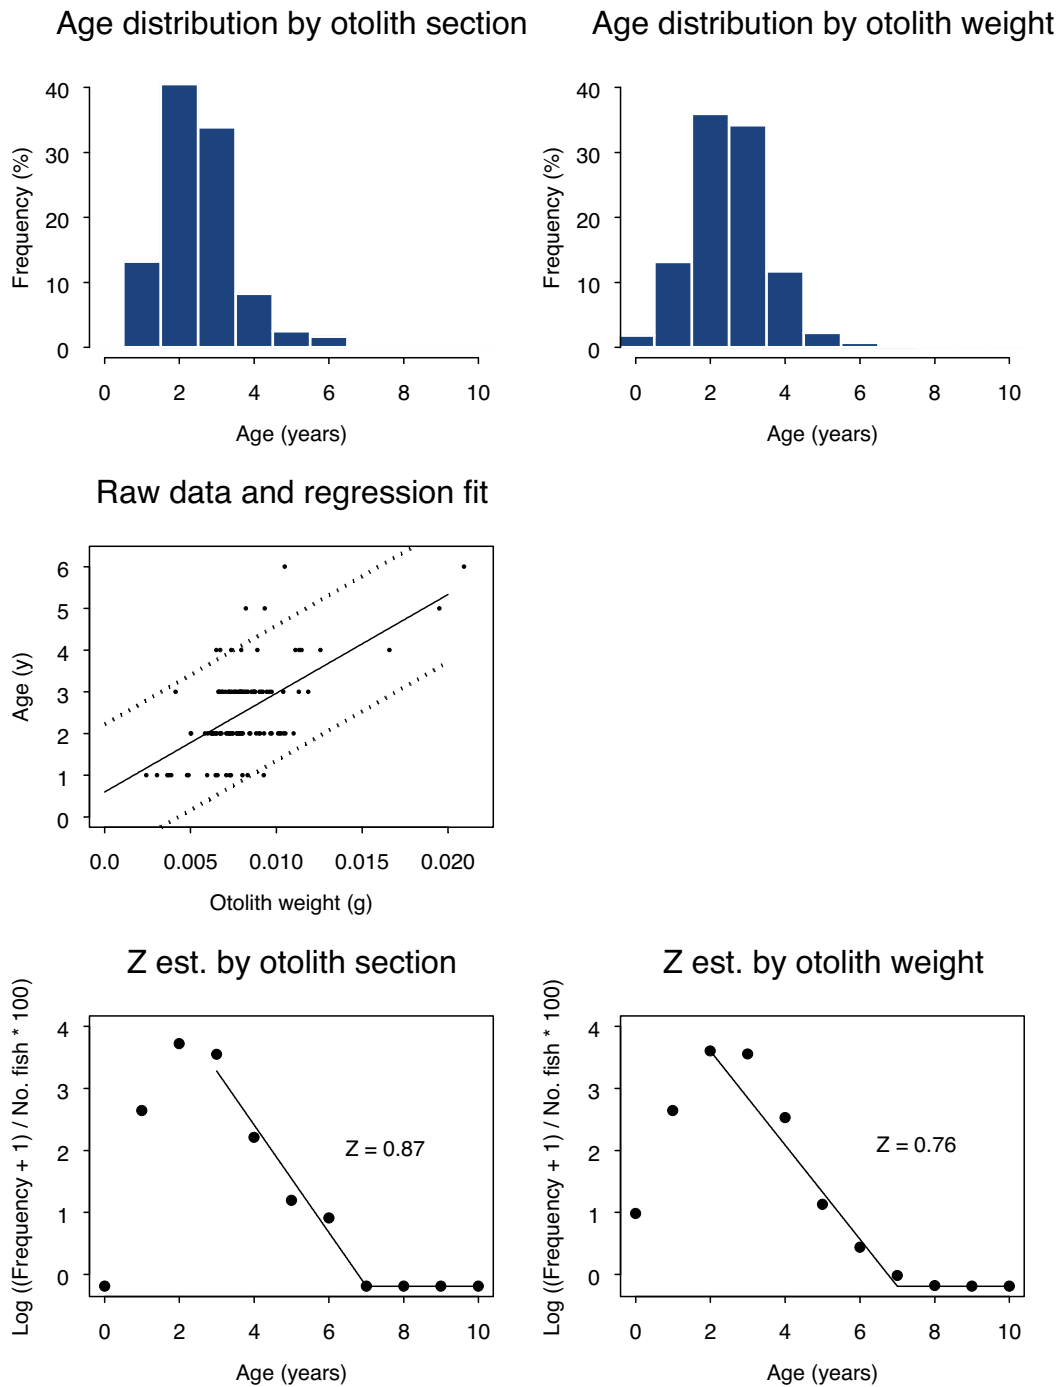 Age distribution by otolith section
Age distribution by otolith weight
Frequency (%)
40
30
20
10
0
0 2 4 6 8 10
Age (years)
Frequency (%)
40
30
20
10
0
0 2 4 6 8 10
Age (years)
Raw data and regression fit
Age (y)
6
5
4
3
2
1
0
0.0 0.005 0.010 0.015 0.020
Otolith weight (g)
Z est. by otolith section
Log ((Frequency + 1) / No. fish * 100)
4
3
2
1
0
Z = 0.87
0 2 4 6 8 10
Age (years)
Z est. by otolith weight
Log ((Frequency + 1) / No. fish * 100)
4
3
2
1
0
Z = 0.76
0 2 4 6 8 10
Age (years)